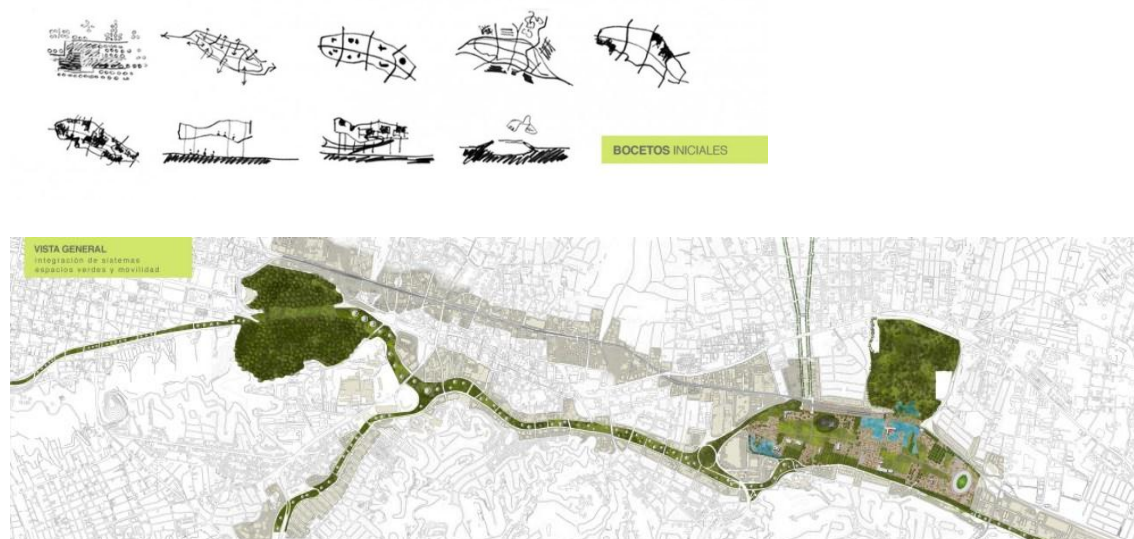 BOCETOS INICIALES
VISTA GENERAL
integración de sistemas
espacios verdes y movilidad